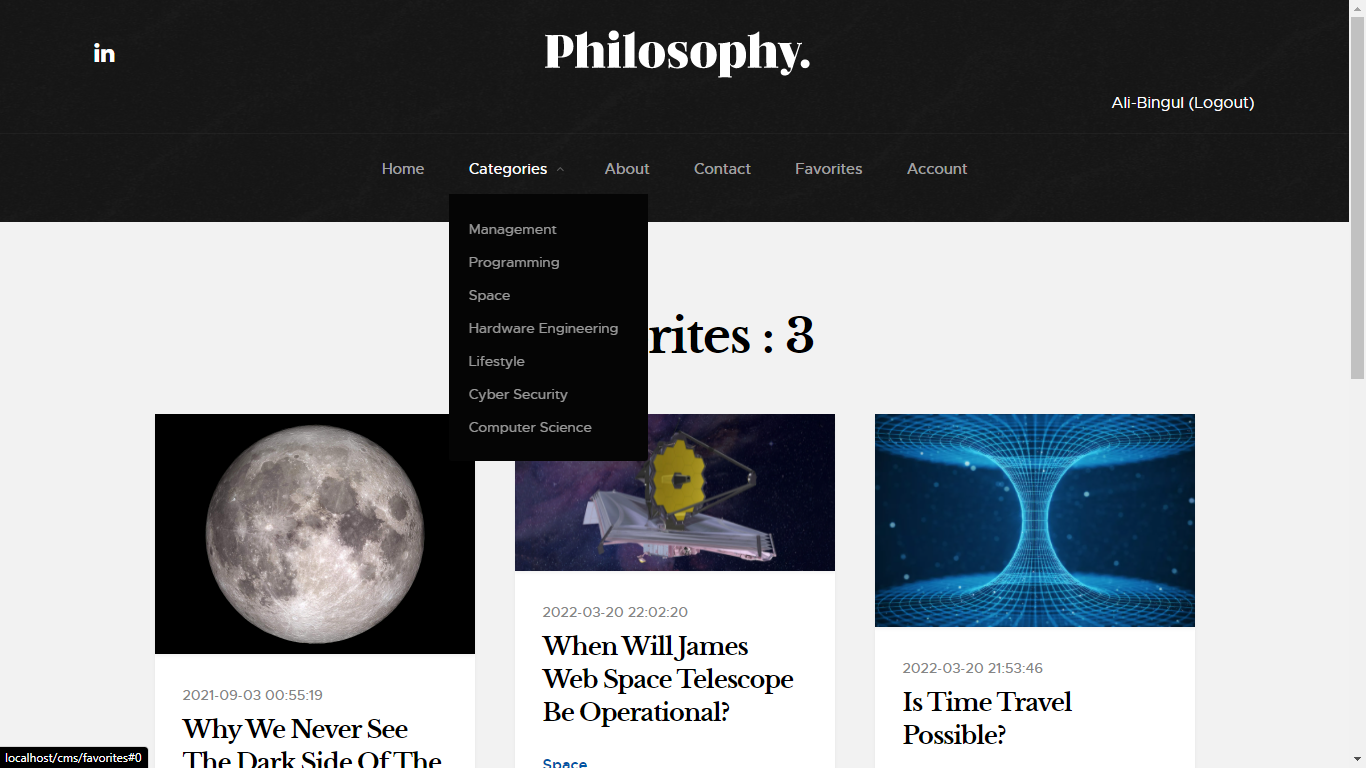 in
Philosophy.
Ali-Bingul (Logout)
Home Categories About Contact Favorites Account
Management
Programming
Space
Hardware Engineering
Lifestyle
Cyber Security
Computer Science
rites : 3
2021-09-03 00:55:19
Why We Never See
The Dark Side Of The
2022-03-20 22:02:20
When Will James
Web Space Telescope
Be Operational?
Space
2022-03-20 21:53:46
Is Time Travel
Possible?
localhost/cms/favorites#0